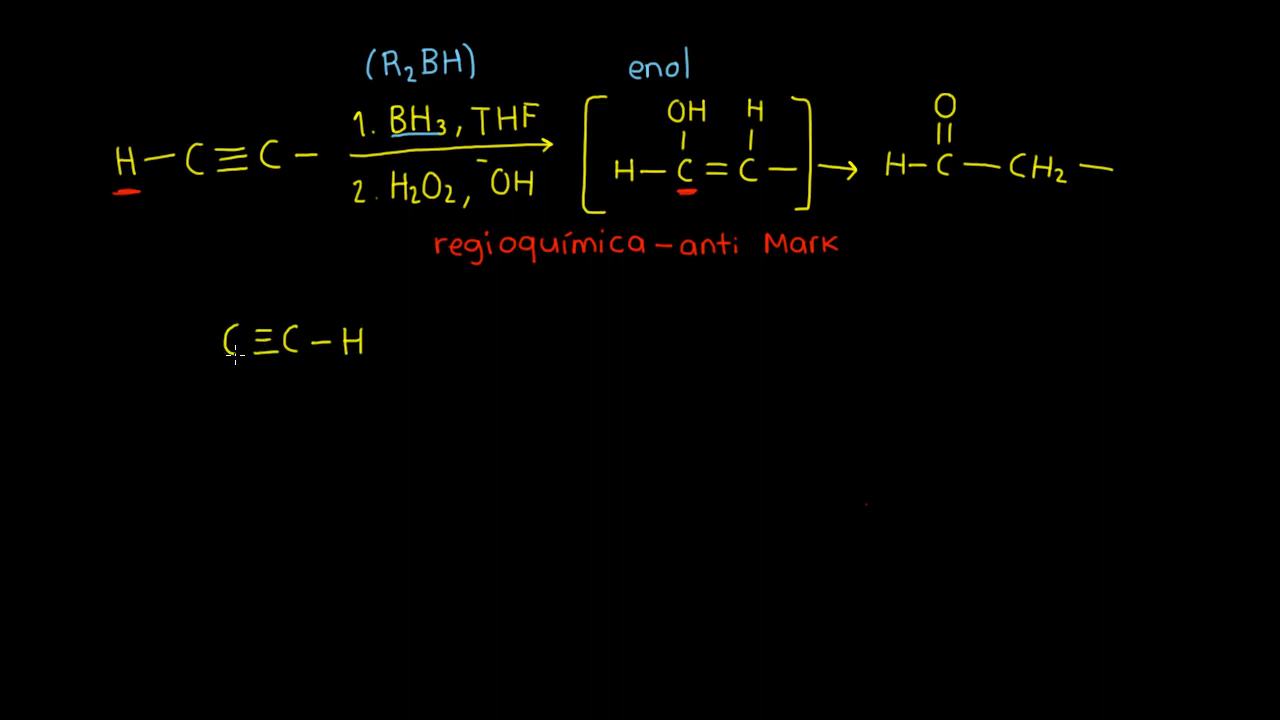 (R₂BH) enol
1. BH₃, THF
OH H O
H—C≡C— [H—C=C—] → H—C—CH₂—
2. H₂O₂, ⁻OH
regioquímica—anti Mark
C≡C—H